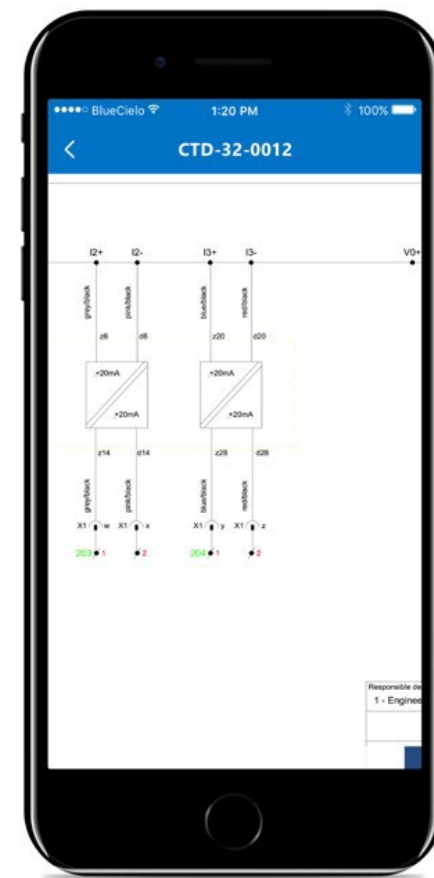 BlueCielo 1:20 PM 100%
CTD-32-0012
I2+ I2- I3+ I3- V0+
grey/black pink/black blue/black red/black
z6 d6 z20 d20
+20mA +20mA
+20mA +20mA
z14 d14 z28 d28
grey/black pink/black blue/black red/black
X1 w X1 x X1 y X1 z
203 1 2 204 1 2
Responsible de
1 - Enginee